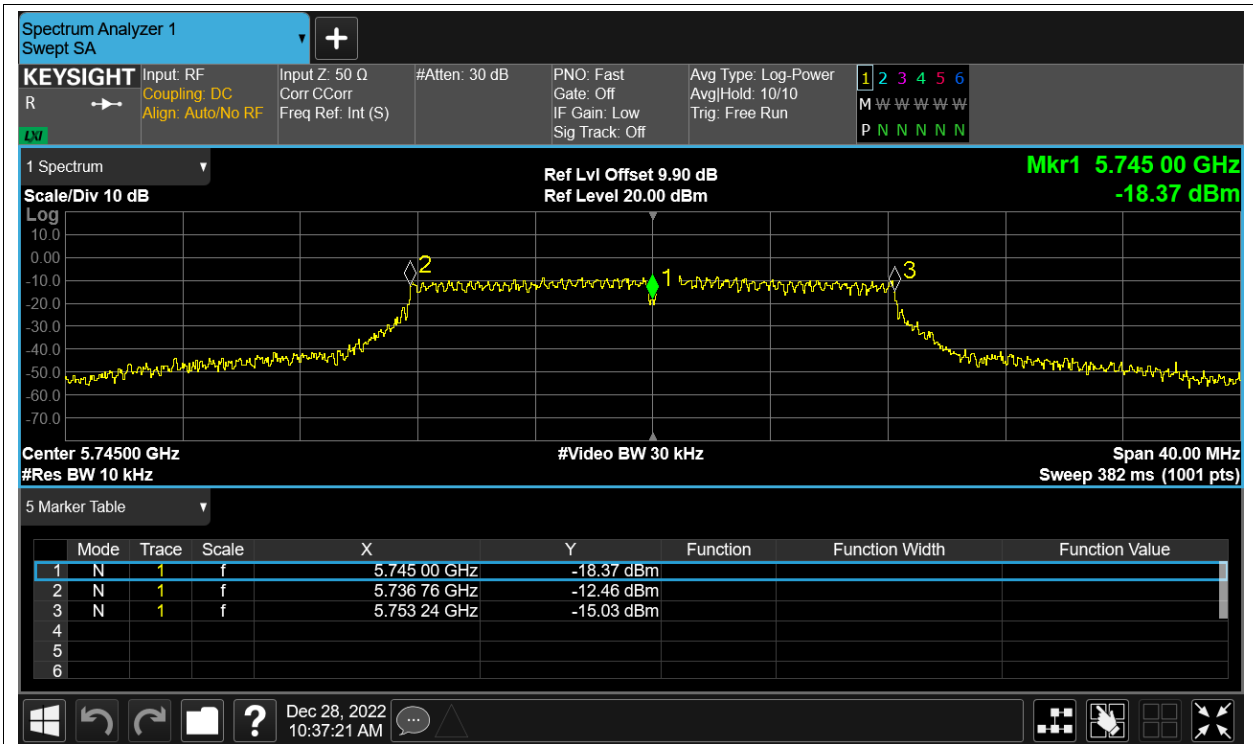 Spectrum Analyzer 1
Swept SA
+
KEYSIGHT Input: RF Input Z: 50 Ω #Atten: 30 dB PNO: Fast Avg Type: Log-Power 1 2 3 4 5 6
R Coupling: DC Corr CCorr Gate: Off Avg|Hold: 10/10 M W W W W W
Align: Auto/No RF Freq Ref: Int (S) IF Gain: Low Trig: Free Run
LXI Sig Track: Off P N N N N N
1 Spectrum Ref Lvl Offset 9.90 dB Mkr1 5.745 00 GHz
Scale/Div 10 dB Ref Level 20.00 dBm -18.37 dBm
Log
10.0
0.00
2
3
-10.0
1
-20.0
-30.0
-40.0
-50.0
-60.0
-70.0
Center 5.74500 GHz #Video BW 30 kHz Span 40.00 MHz
#Res BW 10 kHz Sweep 382 ms (1001 pts)
5 Marker Table
Mode Trace Scale X Y Function Function Width Function Value
1 N 1 f 5.745 00 GHz -18.37 dBm
2 N 1 f 5.736 76 GHz -12.46 dBm
3 N 1 f 5.753 24 GHz -15.03 dBm
4
5
6
? Dec 28, 2022
10:37:21 AM